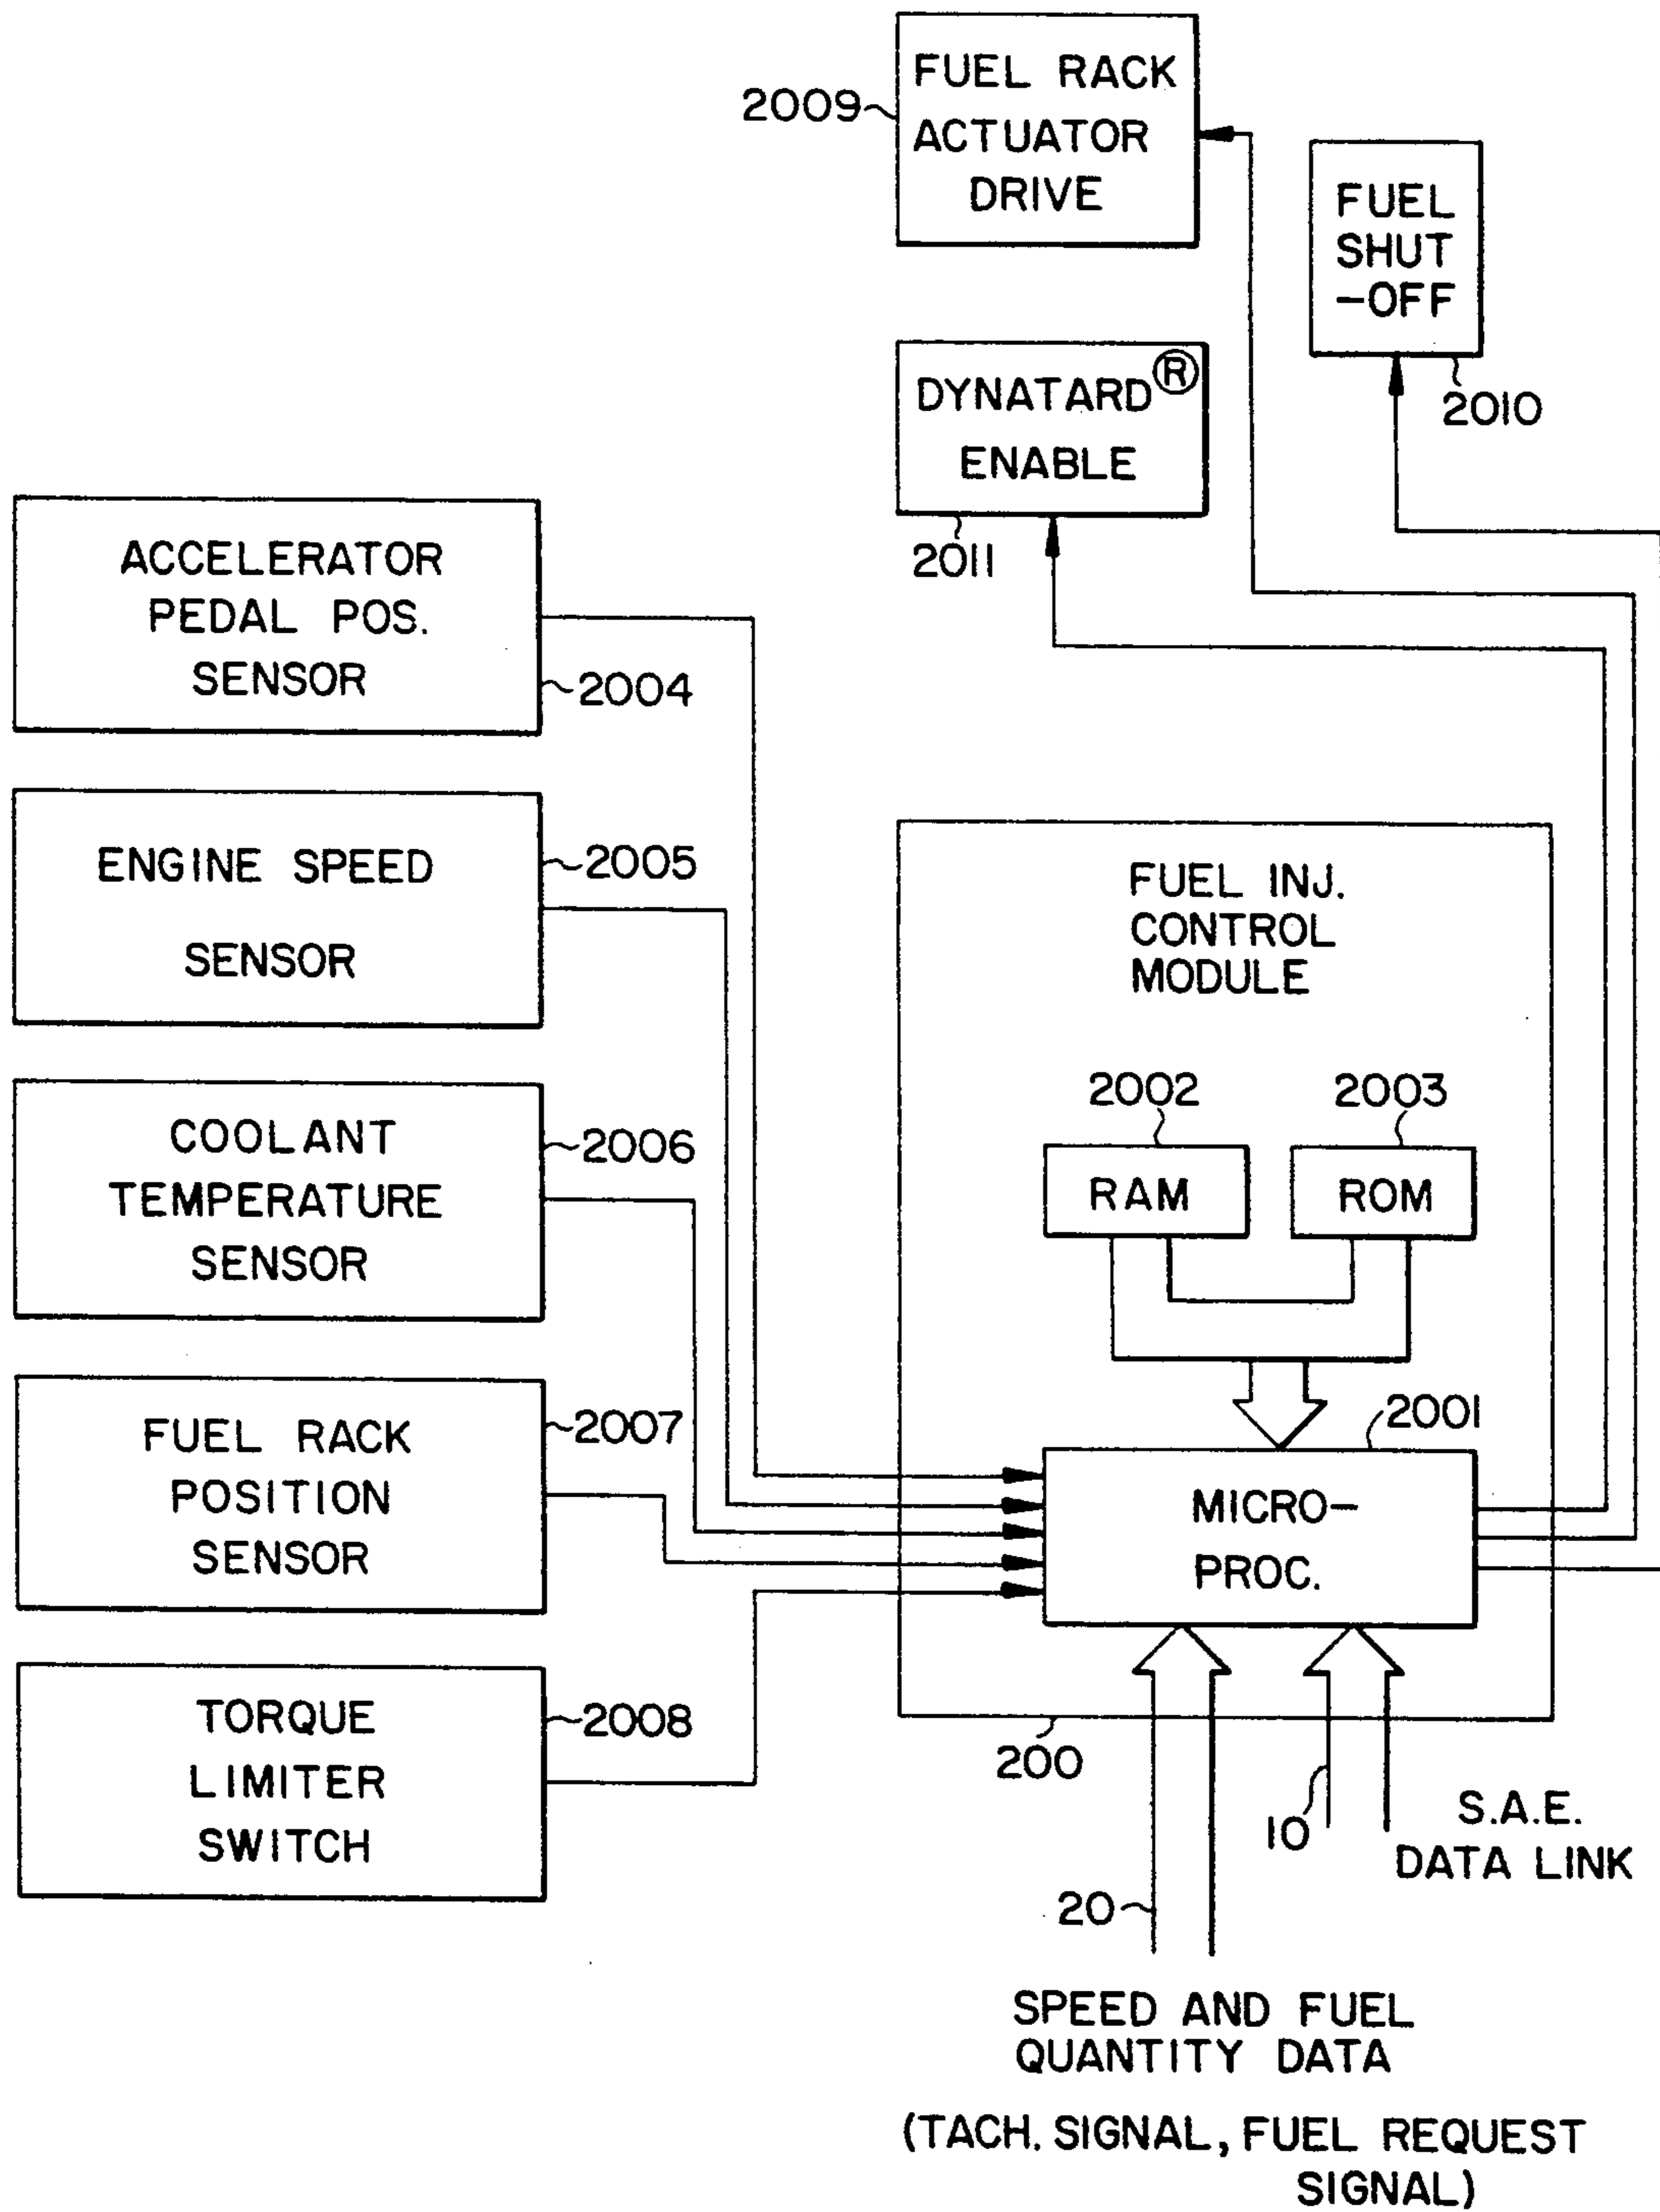 FUEL RACK
ACTUATOR
DRIVE
2009
FUEL
SHUT
-OFF
2010
DYNATARD®
ENABLE
2011
ACCELERATOR
PEDAL POS.
SENSOR
2004
ENGINE SPEED
SENSOR
2005
COOLANT
TEMPERATURE
SENSOR
2006
FUEL RACK
POSITION
SENSOR
2007
TORQUE
LIMITER
SWITCH
2008
FUEL INJ.
CONTROL
MODULE
2002
2003
RAM
ROM
2001
MICRO-
PROC.
200
10
S.A.E.
DATA LINK
20
SPEED AND FUEL
QUANTITY DATA
(TACH. SIGNAL, FUEL REQUEST
SIGNAL)